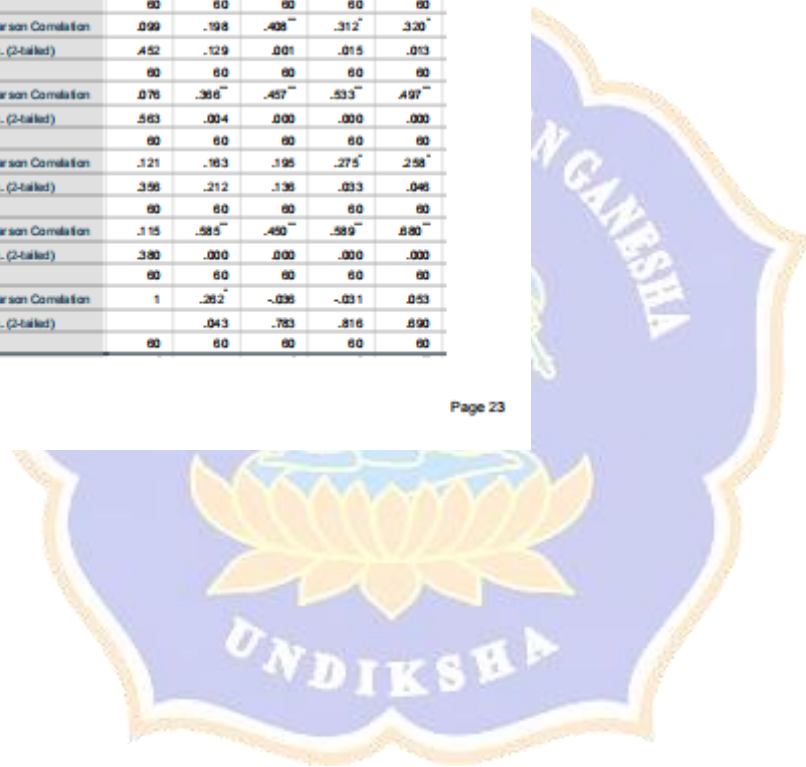 60 60 60 60 60
Correlation .099 .198 .408** .312* .320*
(2-tailed) .452 .129 .001 .015 .013
60 60 60 60 60
Correlation .076 .366** .457** .533** .497**
(2-tailed) .563 .004 .000 .000 .000
60 60 60 60 60
Correlation .121 .163 .195 .275* .258*
(2-tailed) .356 .212 .136 .033 .046
60 60 60 60 60
Correlation .115 .585** .450** .589** .680**
(2-tailed) .380 .000 .000 .000 .000
60 60 60 60 60
Correlation 1 .262* -.036 -.031 .053
(2-tailed) .043 .783 .816 .690
60 60 60 60 60
Page 23
N GANESHA
UNDIKSHA